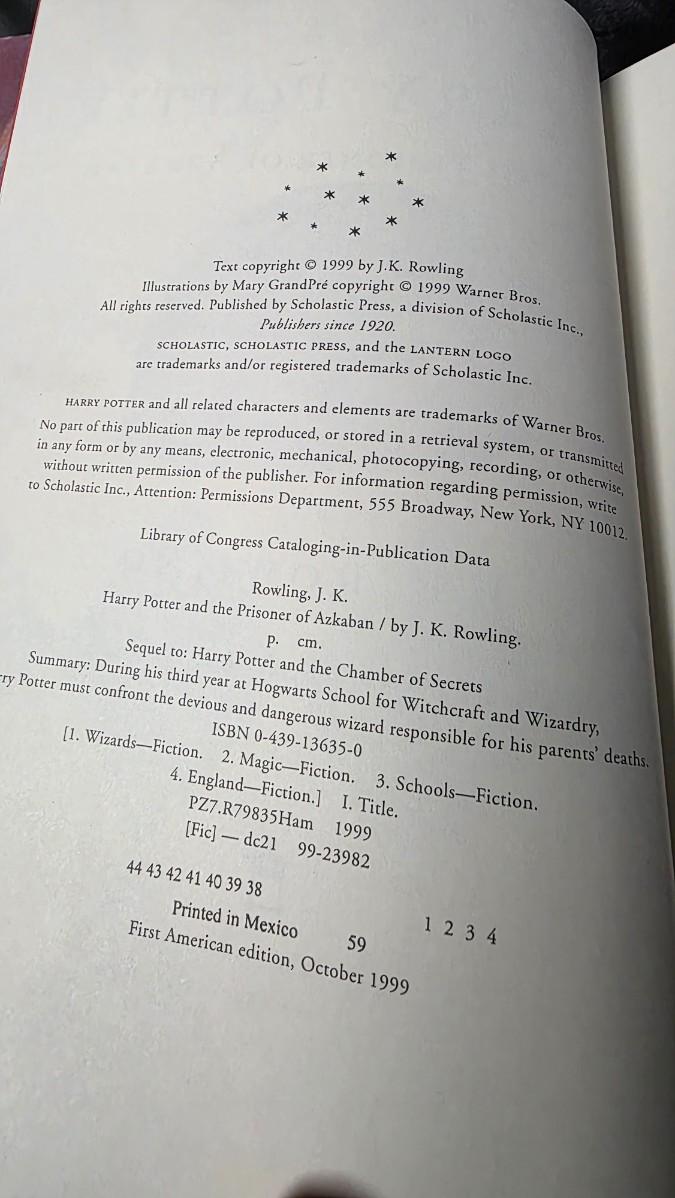 Text copyright © 1999 by J.K. Rowling
Illustrations by Mary GrandPré copyright © 1999 Warner Bros.
All rights reserved. Published by Scholastic Press, a division of Scholastic Inc.,
Publishers since 1920.
SCHOLASTIC, SCHOLASTIC PRESS, and the LANTERN LOGO
are trademarks and/or registered trademarks of Scholastic Inc.
HARRY POTTER and all related characters and elements are trademarks of Warner Bros.
No part of this publication may be reproduced, or stored in a retrieval system, or transmitted
in any form or by any means, electronic, mechanical, photocopying, recording, or otherwise,
without written permission of the publisher. For information regarding permission, write
to Scholastic Inc., Attention: Permissions Department, 555 Broadway, New York, NY 10012.
Library of Congress Cataloging-in-Publication Data
Rowling, J. K.
Harry Potter and the Prisoner of Azkaban / by J. K. Rowling.
p. cm.
Sequel to: Harry Potter and the Chamber of Secrets
Summary: During his third year at Hogwarts School for Witchcraft and Wizardry,
ry Potter must confront the devious and dangerous wizard responsible for his parents' deaths.
ISBN 0-439-13635-0
[1. Wizards—Fiction. 2. Magic—Fiction. 3. Schools—Fiction.
4. England—Fiction.] I. Title.
PZ7.R79835Ham 1999
[Fic] — dc21 99-23982
44 43 42 41 40 39 38 1 2 3 4
Printed in Mexico 59
First American edition, October 1999